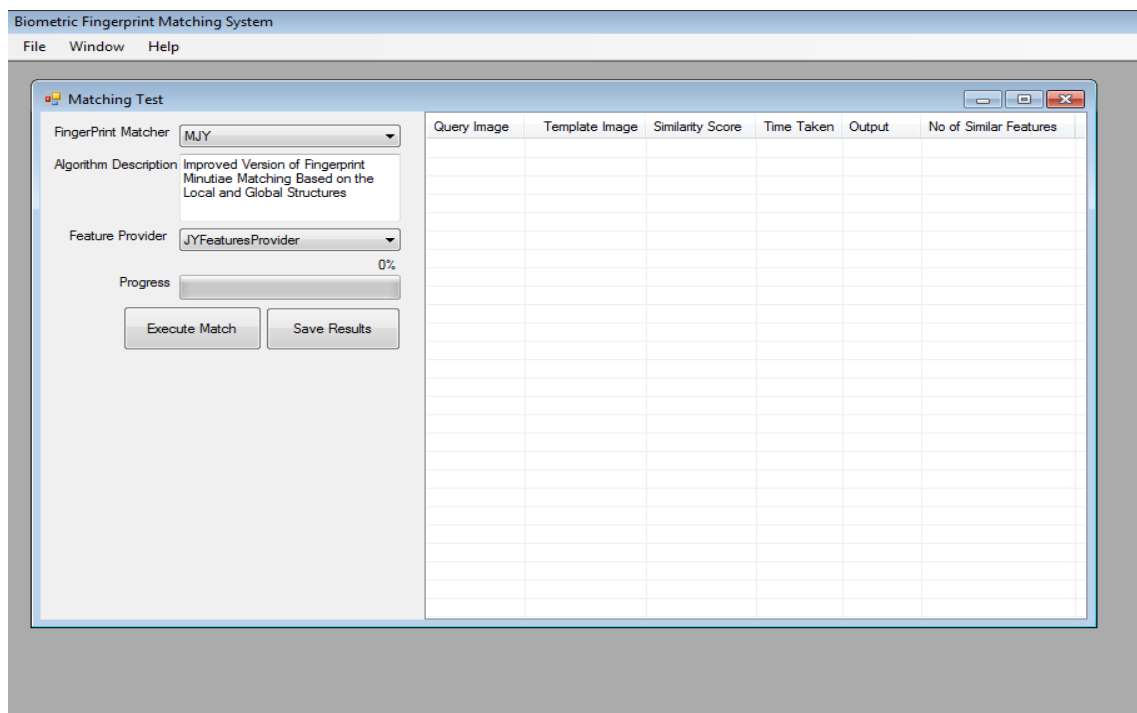 Biometric Fingerprint Matching System
File Window Help
Matching Test
FingerPrint Matcher MJY
Algorithm Description Improved Version of Fingerprint
Minutiae Matching Based on the
Local and Global Structures
Feature Provider JYFeaturesProvider
0%
Progress
Execute Match Save Results
Query Image Template Image Similarity Score Time Taken Output No of Similar Features